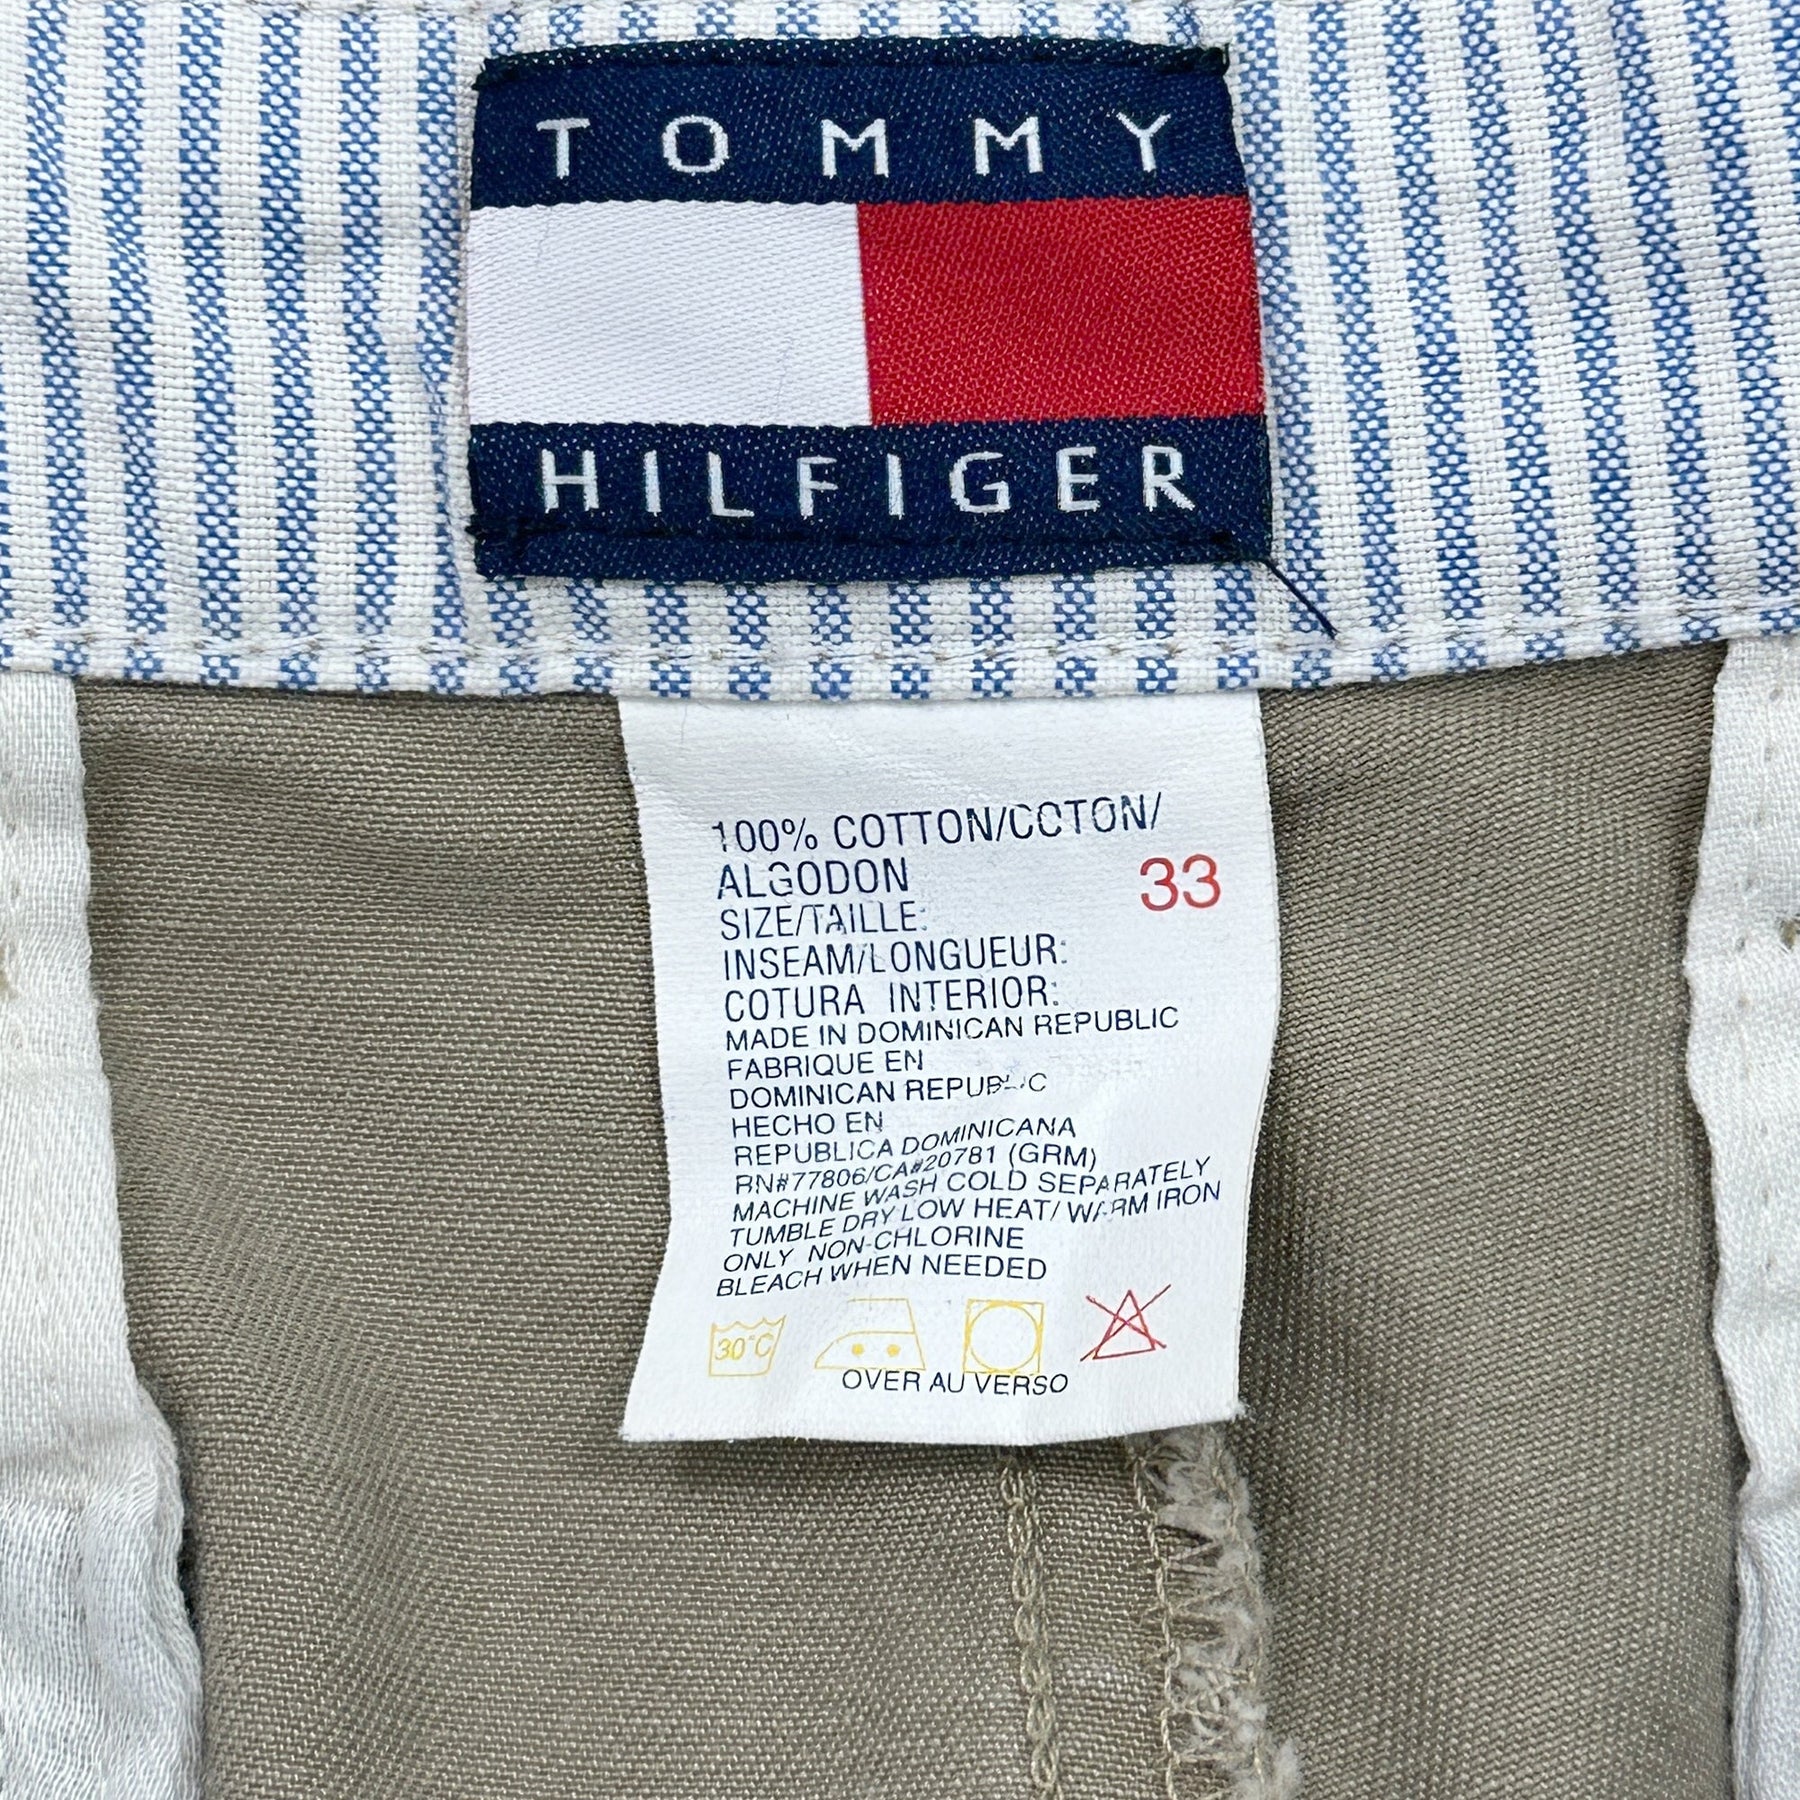 TOMMY
HILFIGER
100% COTTON/COTON/
ALGODON
33
SIZE/TAILLE:
INSEAM/LONGUEUR:
COTURA INTERIOR:
MADE IN DOMINICAN REPUBLIC
FABRIQUE EN
DOMINICAN REPUBLIC
HECHO EN
REPUBLICA DOMINICANA
RN#77806/CA#20781 (GRM)
MACHINE WASH COLD SEPARATELY
TUMBLE DRY LOW HEAT/ WARM IRON
ONLY NON-CHLORINE
BLEACH WHEN NEEDED
30°C
OVER AU VERSO